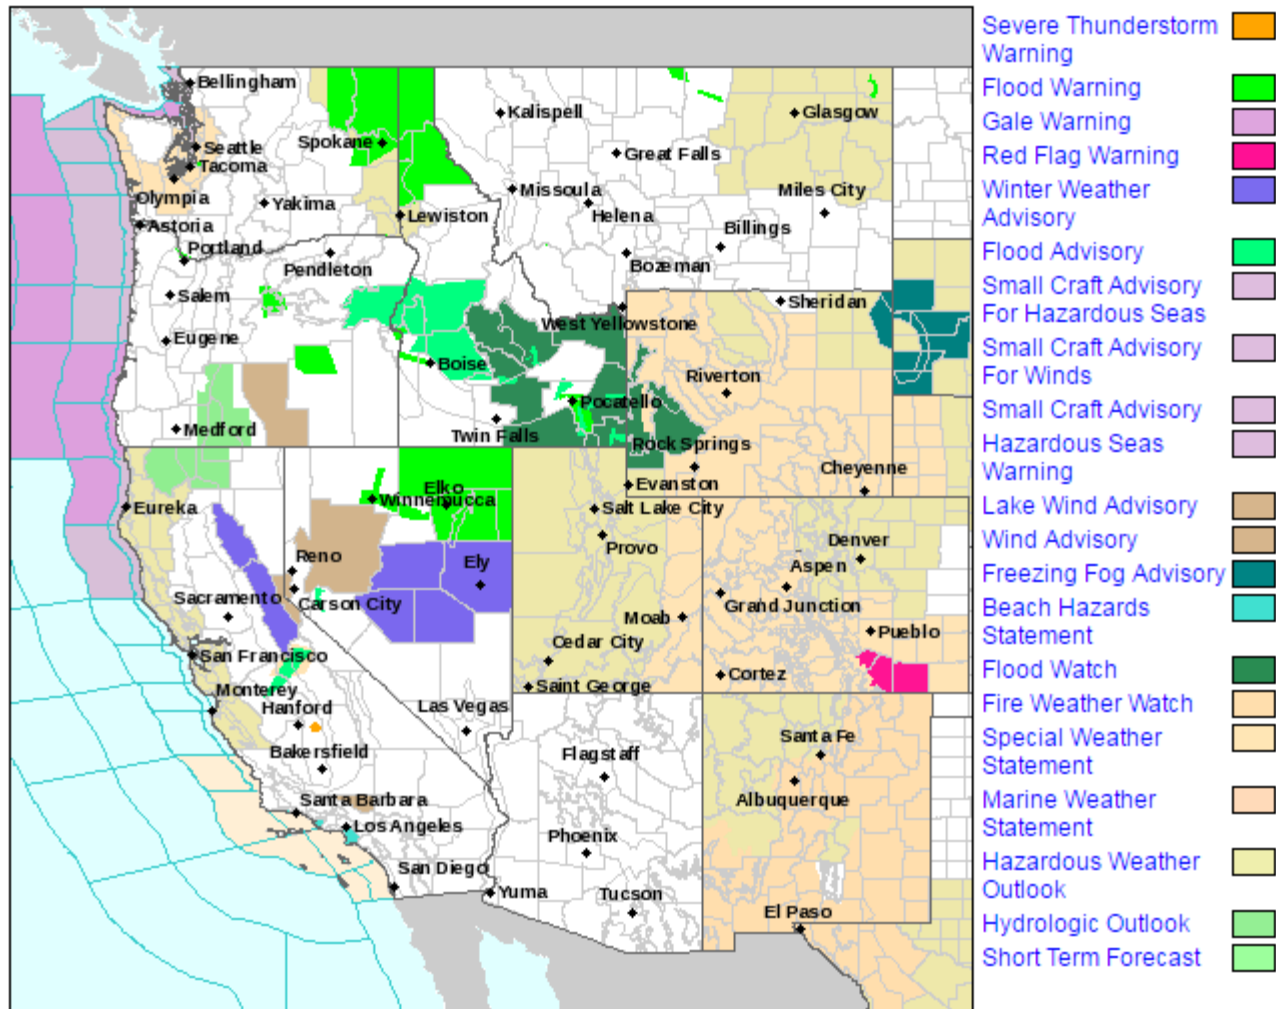 Bellingham
Seattle
Tacoma
Olympia
Spokane
Yakima
Astoria
Portland
Pendleton
Lewiston
Salem
Eugene
Medford
Kalispell
Great Falls
Missoula
Helena
Glasgow
Miles City
Billings
Bozeman
West Yellowstone
Sheridan
Boise
Pocatello
Twin Falls
Riverton
Rock Springs
Cheyenne
Evanston
Eureka
Winnemucca
Elko
Reno
Carson City
Ely
Sacramento
San Francisco
Monterey
Hanford
Bakersfield
Las Vegas
Santa Barbara
Los Angeles
San Diego
Salt Lake City
Provo
Moab
Cedar City
Saint George
Denver
Aspen
Grand Junction
Pueblo
Cortez
Flagstaff
Phoenix
Yuma
Tucson
Santa Fe
Albuquerque
El Paso
Severe Thunderstorm
Warning
Flood Warning
Gale Warning
Red Flag Warning
Winter Weather
Advisory
Flood Advisory
Small Craft Advisory
For Hazardous Seas
Small Craft Advisory
For Winds
Small Craft Advisory
Hazardous Seas
Warning
Lake Wind Advisory
Wind Advisory
Freezing Fog Advisory
Beach Hazards
Statement
Flood Watch
Fire Weather Watch
Special Weather
Statement
Marine Weather
Statement
Hazardous Weather
Outlook
Hydrologic Outlook
Short Term Forecast